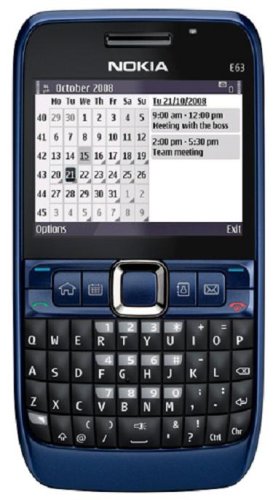 NOKIA
E63
October 2008
Mo Tu We Th Fr Sa Su
40 29 30 1 2 3 4 5
41 6 7 8 9 10 11 12
42 13 14 15 16 17 18 19
43 20 21 22 23 24 25 26
44 27 28 29 30 31 1 2
45 3 4 5 6 7 8 9
Tu 21/10/2008
9:00 am - 12:00 pm
Meeting with the boss
2:00 pm - 5:30 pm
Team meeting
Options Exit
1 2 3 * + =
Q W E R T Y U I O P
4 5 6 # -
A S D F G H J K L
7 8 9 0 ; :
Z X C V B N M , .
( ) ! Chr
@ / & ' ? Ctrl